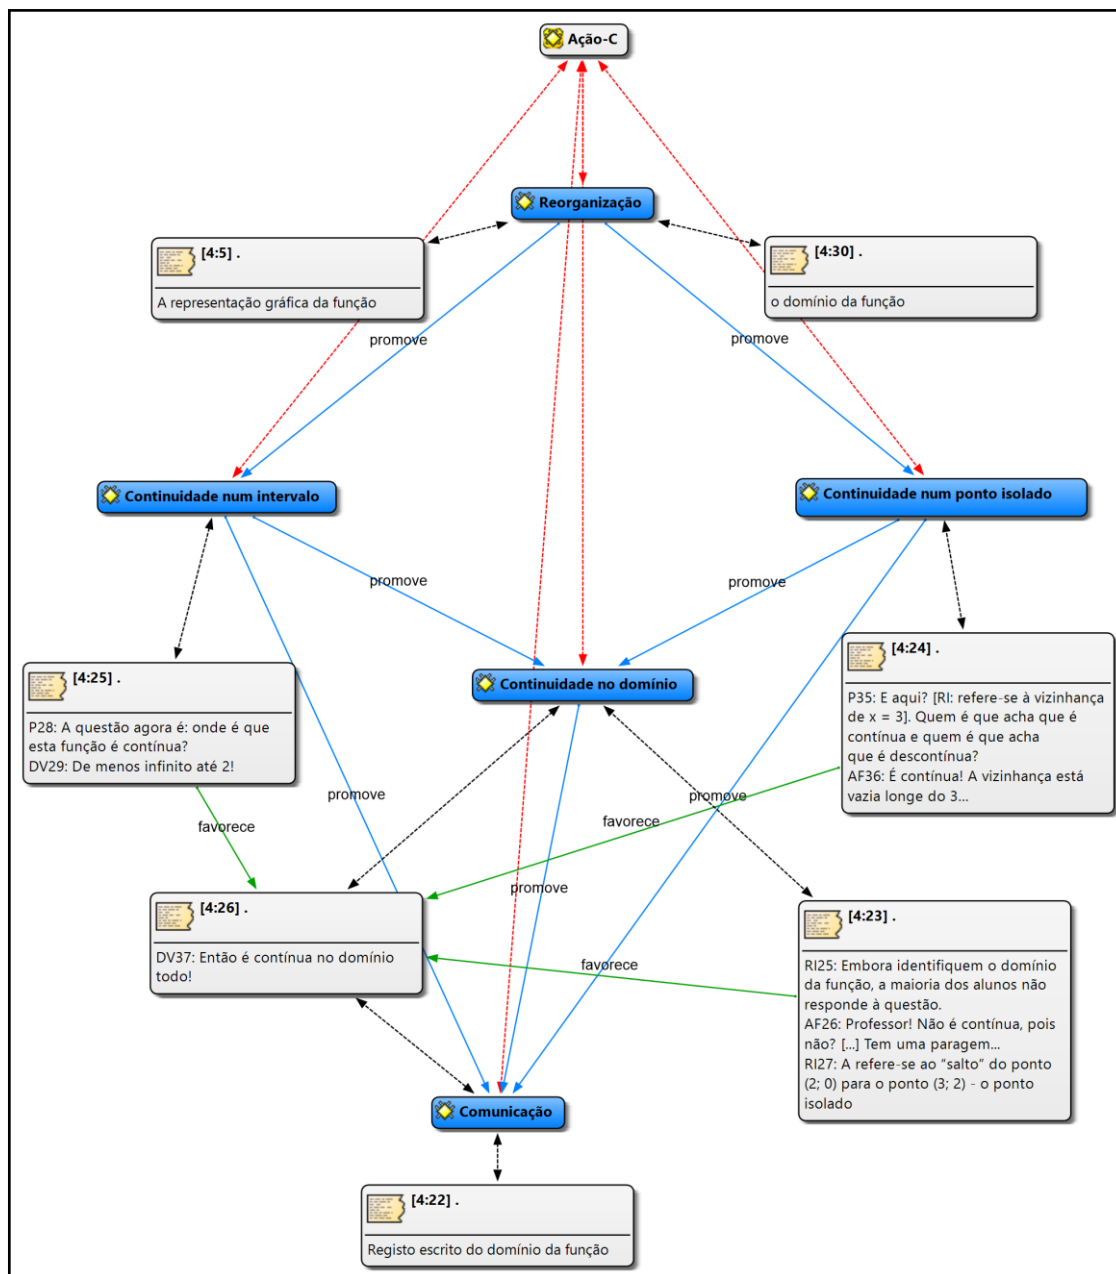 Ação-C
Reorganização
[4:5] .
A representação gráfica da função
[4:30] .
o domínio da função
promove
promove
Continuidade num intervalo
Continuidade num ponto isolado
promove
promove
[4:25] .
P28: A questão agora é: onde é que
esta função é contínua?
DV29: De menos infinito até 2!
Continuidade no domínio
[4:24] .
P35: E aqui? [RI: refere-se à vizinhança
de x = 3]. Quem é que acha que é
contínua e quem é que acha
que é descontínua?
AF36: É contínua! A vizinhança está
vazia longe do 3...
promove
promove
favorece
favorece
promove
[4:26] .
DV37: Então é contínua no domínio
todo!
favorece
[4:23] .
RI25: Embora identifiquem o domínio
da função, a maioria dos alunos não
responde à questão.
AF26: Professor! Não é contínua, pois
não? [...] Tem uma paragem...
RI27: A refere-se ao "salto" do ponto
(2; 0) para o ponto (3; 2) - o ponto
isolado
Comunicação
[4:22] .
Registo escrito do domínio da função